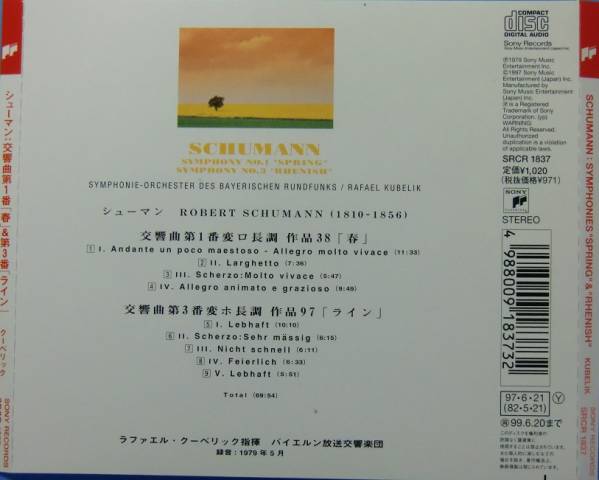 シューマン:交響曲第1番「春」&第3番「ライン」
クーベリック
SONY RECORDS
SCHUMANN
SYMPHONY NO.1 "SPRING"
SYMPHONY NO.3 "RHENISH"
SYMPHONIE-ORCHESTER DES BAYERISCHEN RUNDFUNKS / RAFAEL KUBELIK
シューマン ROBERT SCHUMANN (1810-1856)
交響曲第1番変ロ長調 作品38「春」
1 I. Andante un poco maestoso - Allegro molto vivace (11:33)
2 II. Larghetto (7:36)
3 III. Scherzo:Molto vivace (5:47)
4 IV. Allegro animato e grazioso (8:49)
交響曲第3番変ホ長調 作品97「ライン」
5 I. Lebhaft (10:10)
6 II. Scherzo:Sehr mässig (6:15)
7 III. Nicht schnell (6:11)
8 IV. Feierlich (6:33)
9 V. Lebhaft (5:51)
Total (69:54)
ラファエル・クーベリック指揮 バイエルン放送交響楽団
録音:1979年5月
COMPACT
disc
DIGITAL AUDIO
Sony Records
℗1979 Sony Music
Entertainment Inc.
©1997 Sony Music
Entertainment (Japan) Inc.
Manufactured by
Sony Music Entertainment
(Japan) Inc.
is a Registered
Trademark of Sony
Corporation. (yp)
WARNING:
Unauthorized
duplication is a
violation of
applicable laws.
SRCR 1837
定価¥1,020
(税抜価格¥971)
SONY
STEREO
4 988009 183732
97・6・21
(82・5・21)
Y
再 99.6.20まで
SCHUMANN : SYMPHONIES "SPRING" & "RHENISH"
KUBELIK
SONY RECORDS
SRCR 1837